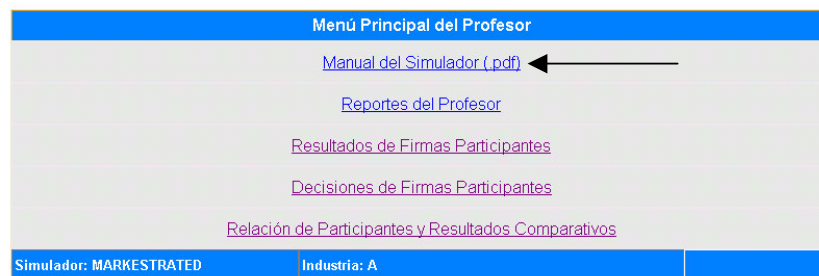 Menú Principal del Profesor
Manual del Simulador (.pdf)
Reportes del Profesor
Resultados de Firmas Participantes
Decisiones de Firmas Participantes
Relación de Participantes y Resultados Comparativos
Simulador: MARKESTRATED Industria: A